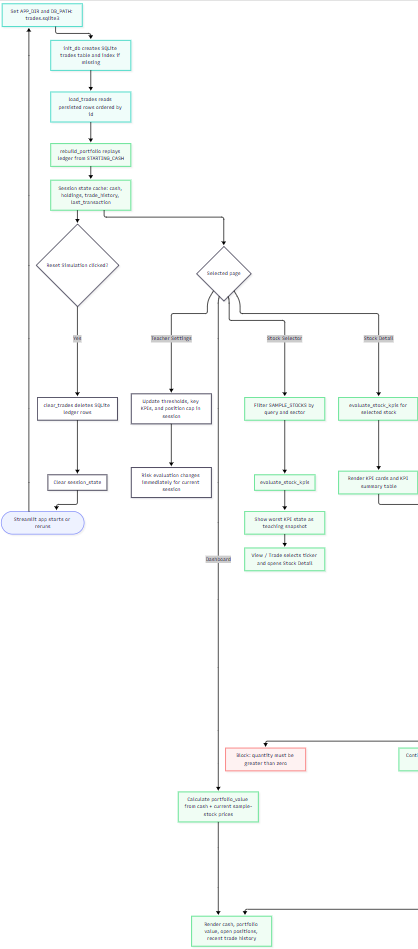 Set APP_DIR and DB_PATH:
trades.sqlite3
init_db creates SQLite
trades table and index if
missing
load_trades reads
persisted rows ordered by
id
rebuild_portfolio replays
ledger from STARTING_CASH
Session state cache: cash,
holdings, trade_history,
last_transaction
Reset Simulation clicked?
Selected page
Yes
Teacher Settings
Stock Selector
Stock Detail
clear_trades deletes SQLite
ledger rows
Update thresholds, key
KPIs, and position cap in
session
Filter SAMPLE_STOCKS by
query and sector
evaluate_stock_kpis for
selected stock
Clear session_state
Risk evaluation changes
immediately for current
session
evaluate_stock_kpis
Render KPI cards and KPI
summary table
Streamlit app starts or
reruns
Show worst KPI state as
teaching snapshot
View / Trade selects ticker
and opens Stock Detail
Dashboard
Block: quantity must be
greater than zero
Cont
Calculate portfolio_value
from cash + current sample-
stock prices
Render cash, portfolio
value, open positions,
recent trade history